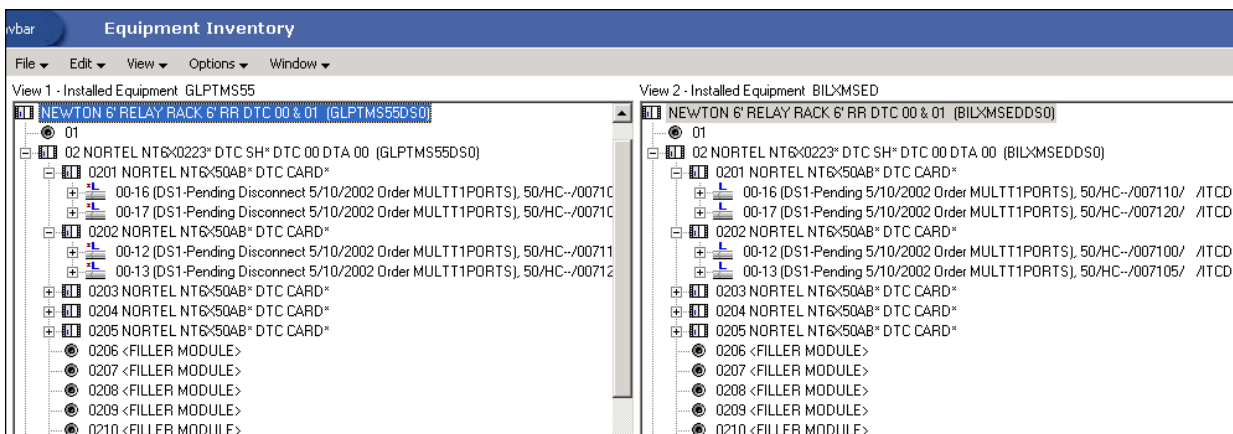 vbar
Equipment Inventory
File Edit View Options Window
View 1 - Installed Equipment GLPTMS55
NEWTON 6' RELAY RACK 6' RR DTC 00 & 01 (GLPTMS55DS0)
01
02 NORTEL NT6X0223* DTC SH* DTC 00 DTA 00 (GLPTMS55DS0)
0201 NORTEL NT6X50AB* DTC CARD*
00-16 (DS1-Pending Disconnect 5/10/2002 Order MULTT1PORTS), 50/HC--/00710
00-17 (DS1-Pending Disconnect 5/10/2002 Order MULTT1PORTS), 50/HC--/00710
0202 NORTEL NT6X50AB* DTC CARD*
00-12 (DS1-Pending Disconnect 5/10/2002 Order MULTT1PORTS), 50/HC--/00711
00-13 (DS1-Pending Disconnect 5/10/2002 Order MULTT1PORTS), 50/HC--/00712
0203 NORTEL NT6X50AB* DTC CARD*
0204 NORTEL NT6X50AB* DTC CARD*
0205 NORTEL NT6X50AB* DTC CARD*
0206 <FILLER MODULE>
0207 <FILLER MODULE>
0208 <FILLER MODULE>
0209 <FILLER MODULE>
0210 <FILLER MODULE>
View 2 - Installed Equipment BILXMSED
NEWTON 6' RELAY RACK 6' RR DTC 00 & 01 (BILXMSEDDS0)
01
02 NORTEL NT6X0223* DTC SH* DTC 00 DTA 00 (BILXMSEDDS0)
0201 NORTEL NT6X50AB* DTC CARD*
00-16 (DS1-Pending 5/10/2002 Order MULTT1PORTS), 50/HC--/007110/ /ITCD
00-17 (DS1-Pending 5/10/2002 Order MULTT1PORTS), 50/HC--/007120/ /ITCD
0202 NORTEL NT6X50AB* DTC CARD*
00-12 (DS1-Pending 5/10/2002 Order MULTT1PORTS), 50/HC--/007100/ /ITCD
00-13 (DS1-Pending 5/10/2002 Order MULTT1PORTS), 50/HC--/007105/ /ITCD
0203 NORTEL NT6X50AB* DTC CARD*
0204 NORTEL NT6X50AB* DTC CARD*
0205 NORTEL NT6X50AB* DTC CARD*
0206 <FILLER MODULE>
0207 <FILLER MODULE>
0208 <FILLER MODULE>
0209 <FILLER MODULE>
0210 <FILLER MODULE>